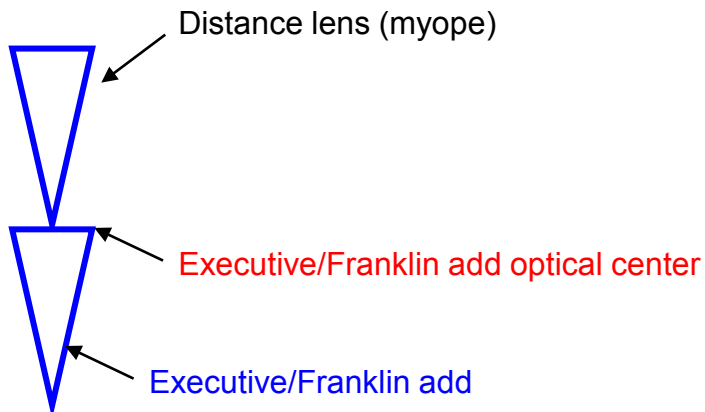 Distance lens (myope)
Executive/Franklin add optical center
Executive/Franklin add